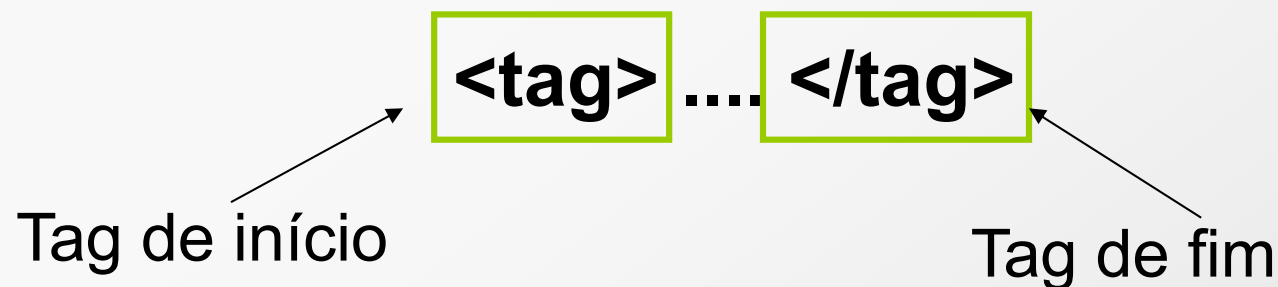 <tag> .... </tag>
Tag de início
Tag de fim